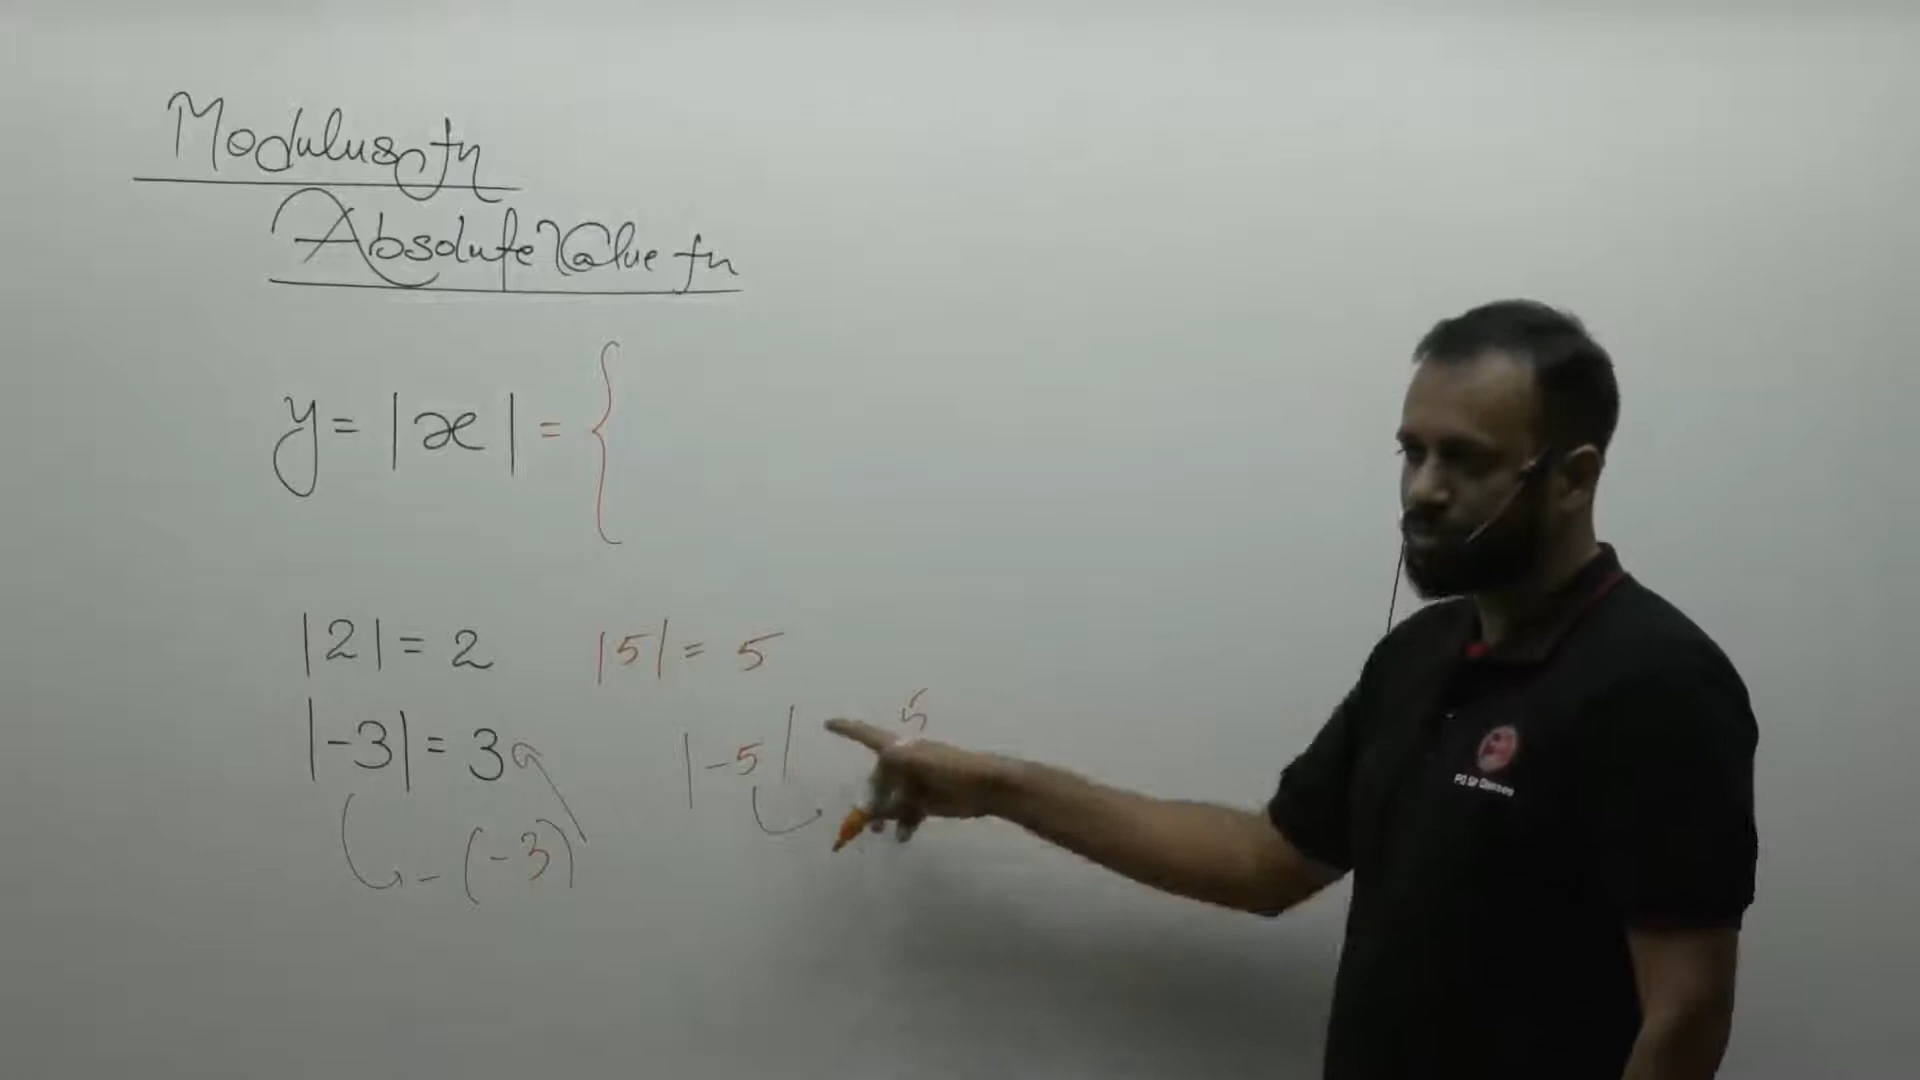 Modulus fn
Absolute Value fn
y = |x| = {
|2| = 2 |5| = 5
|-3| = 3 |-5| 5
-(-3)